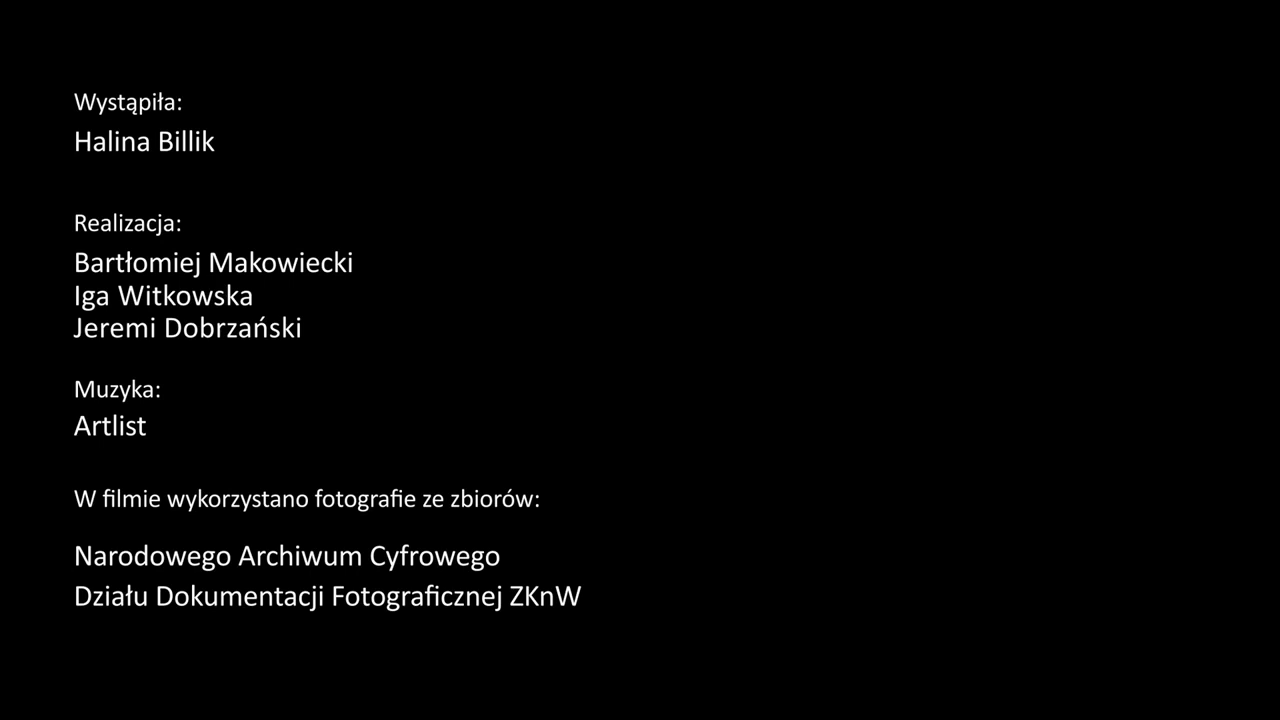 Wystąpiła:
Halina Billik
Realizacja:
Bartłomiej Makowiecki
Iga Witkowska
Jeremi Dobrzański
Muzyka:
Artlist
W filmie wykorzystano fotografie ze zbiorów:
Narodowego Archiwum Cyfrowego
Działu Dokumentacji Fotograficznej ZKnW